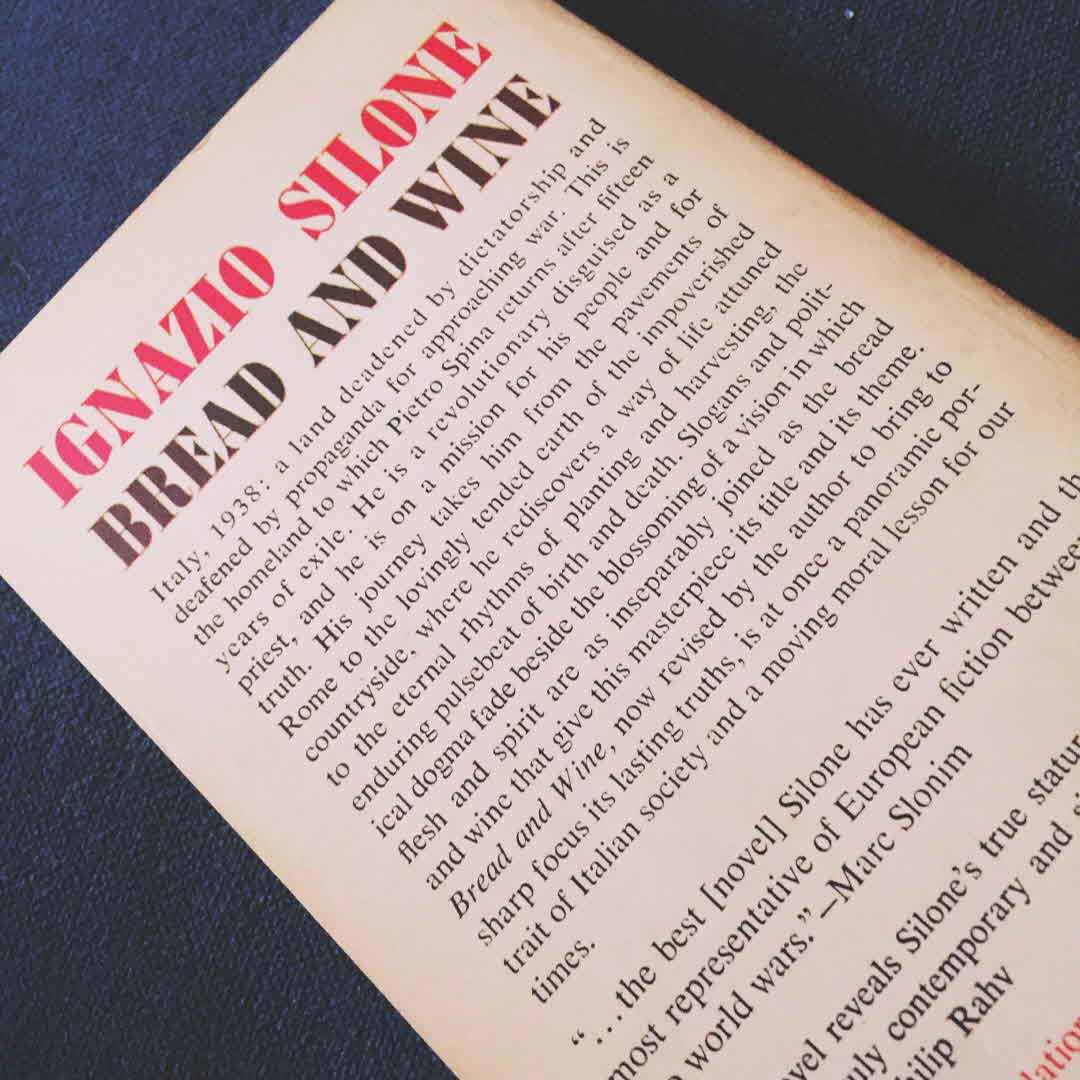 IGNAZIO SILONE
BREAD AND WINE
Italy, 1938: a land deadened by dictatorship and
deafened by propaganda for approaching war. This is
the homeland to which Pietro Spina returns after fifteen
years of exile. He is a revolutionary disguised as a
priest, and he is on a mission for his people and for
truth. His journey takes him from the pavements of
Rome to the lovingly tended earth of the impoverished
countryside, where he rediscovers a way of life attuned
to the eternal rhythms of planting and harvesting, the
enduring pulsebeat of birth and death. Slogans and polit-
ical dogma fade beside the blossoming of a vision in which
flesh and spirit are as inseparably joined as the bread
and wine that give this masterpiece its title and its theme.
Bread and Wine, now revised by the author to bring to
sharp focus its lasting truths, is at once a panoramic por-
trait of Italian society and a moving moral lesson for our
times.
“...the best [novel] Silone has ever written and
most representative of European fiction between
world wars.” –Marc Slonim
reveals Silone's true
contemporary and
Rahv